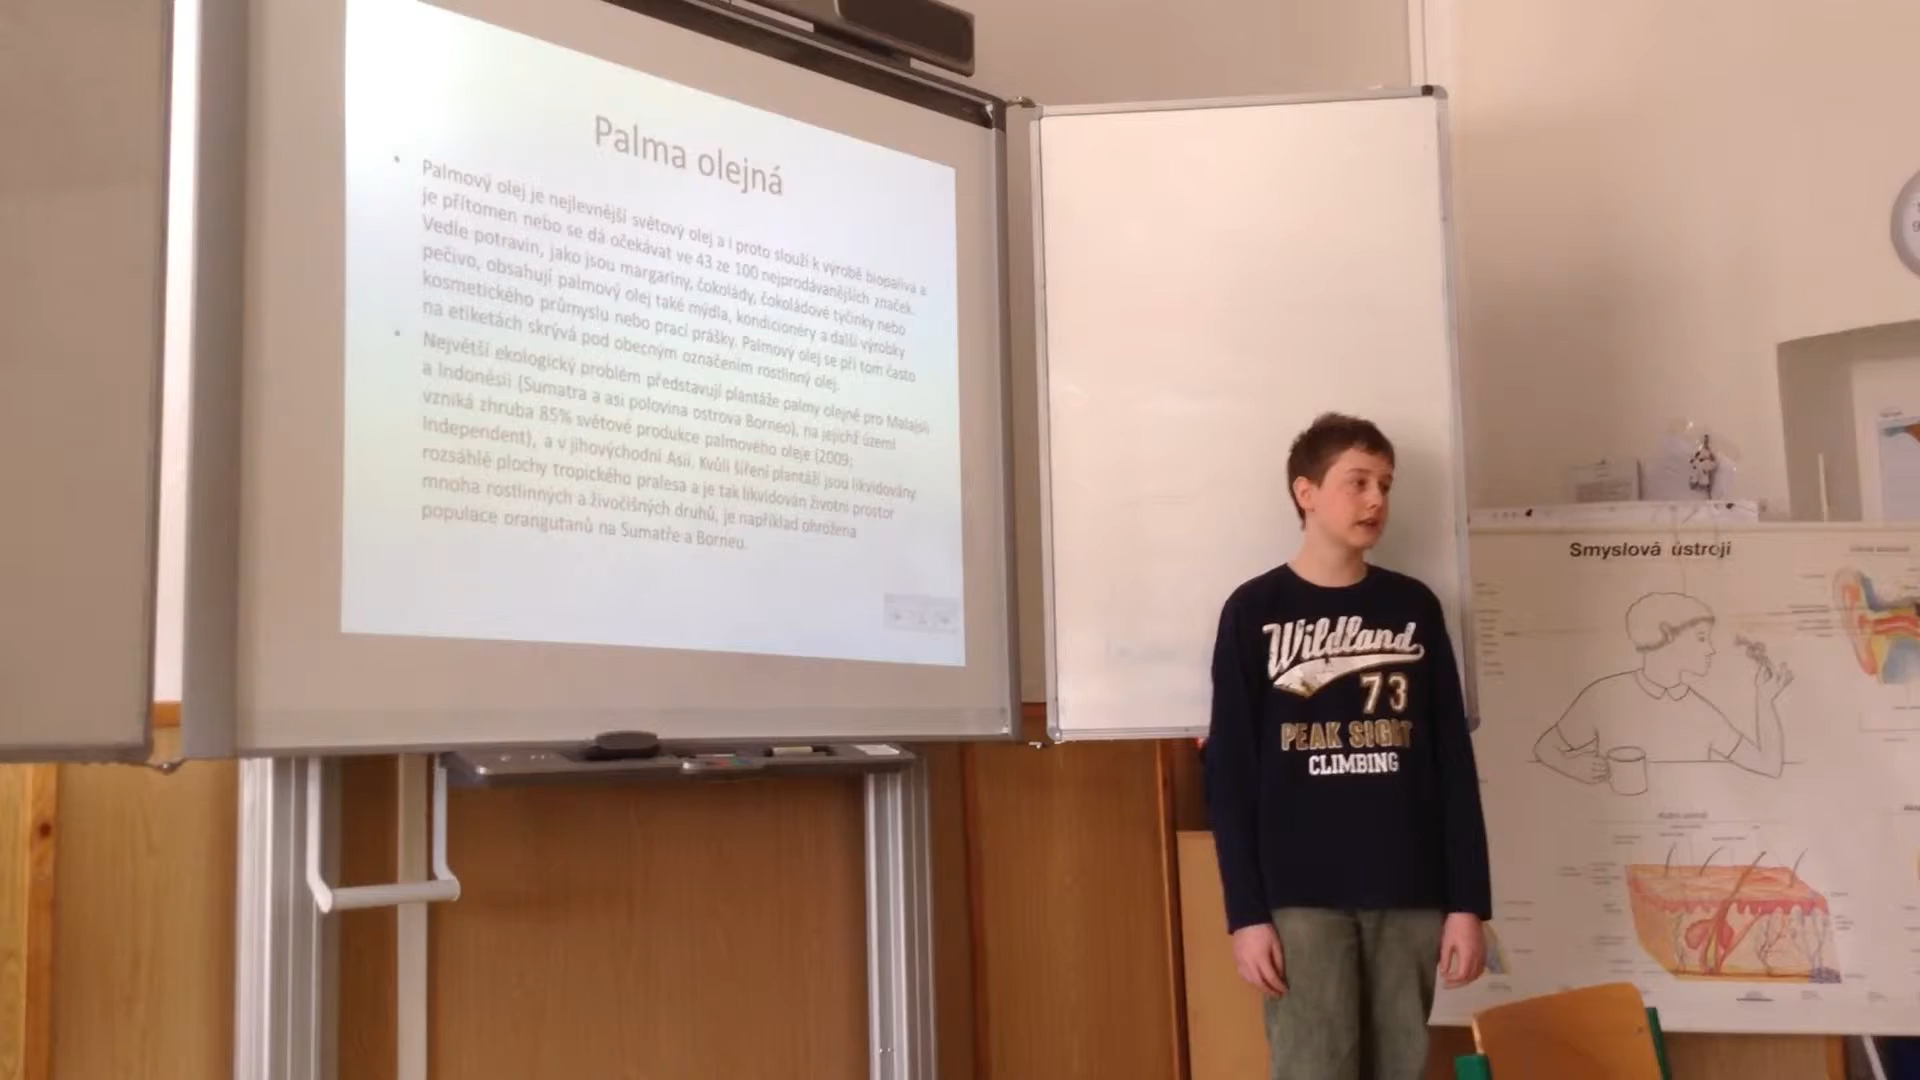 Palma olejná
Palmový olej je nejlevnější světový olej a i proto slouží k výrobě biopaliva a
je přítomen nebo se dá očekávat ve 43 ze 100 nejprodávanějších značek.
Vedle potravin, jako jsou margaríny, čokolády, čokoládové tyčinky nebo
pečivo, obsahují palmový olej také mýdla, kondicionéry a další výrobky
kosmetického průmyslu nebo prací prášky. Palmový olej se při tom často
na etiketách skrývá pod obecným označením rostlinný olej.
Největší ekologický problém představují plantáže palmy olejné pro Malajsii
a Indonésii (Sumatra a asi polovina ostrova Borneo), na jejichž území
vzniká zhruba 85% světové produkce palmového oleje (2009;
Independent), a v jihovýchodní Asii. Kvůli šíření plantáží jsou likvidovány
rozsáhlé plochy tropického pralesa a je tak likvidován životní prostor
mnoha rostlinných a živočišných druhů, je například ohrožena
populace orangutanů na Sumatře a Borneu.
Wildland
73
PEAK SIGHT
CLIMBING
Smyslová ústrojí